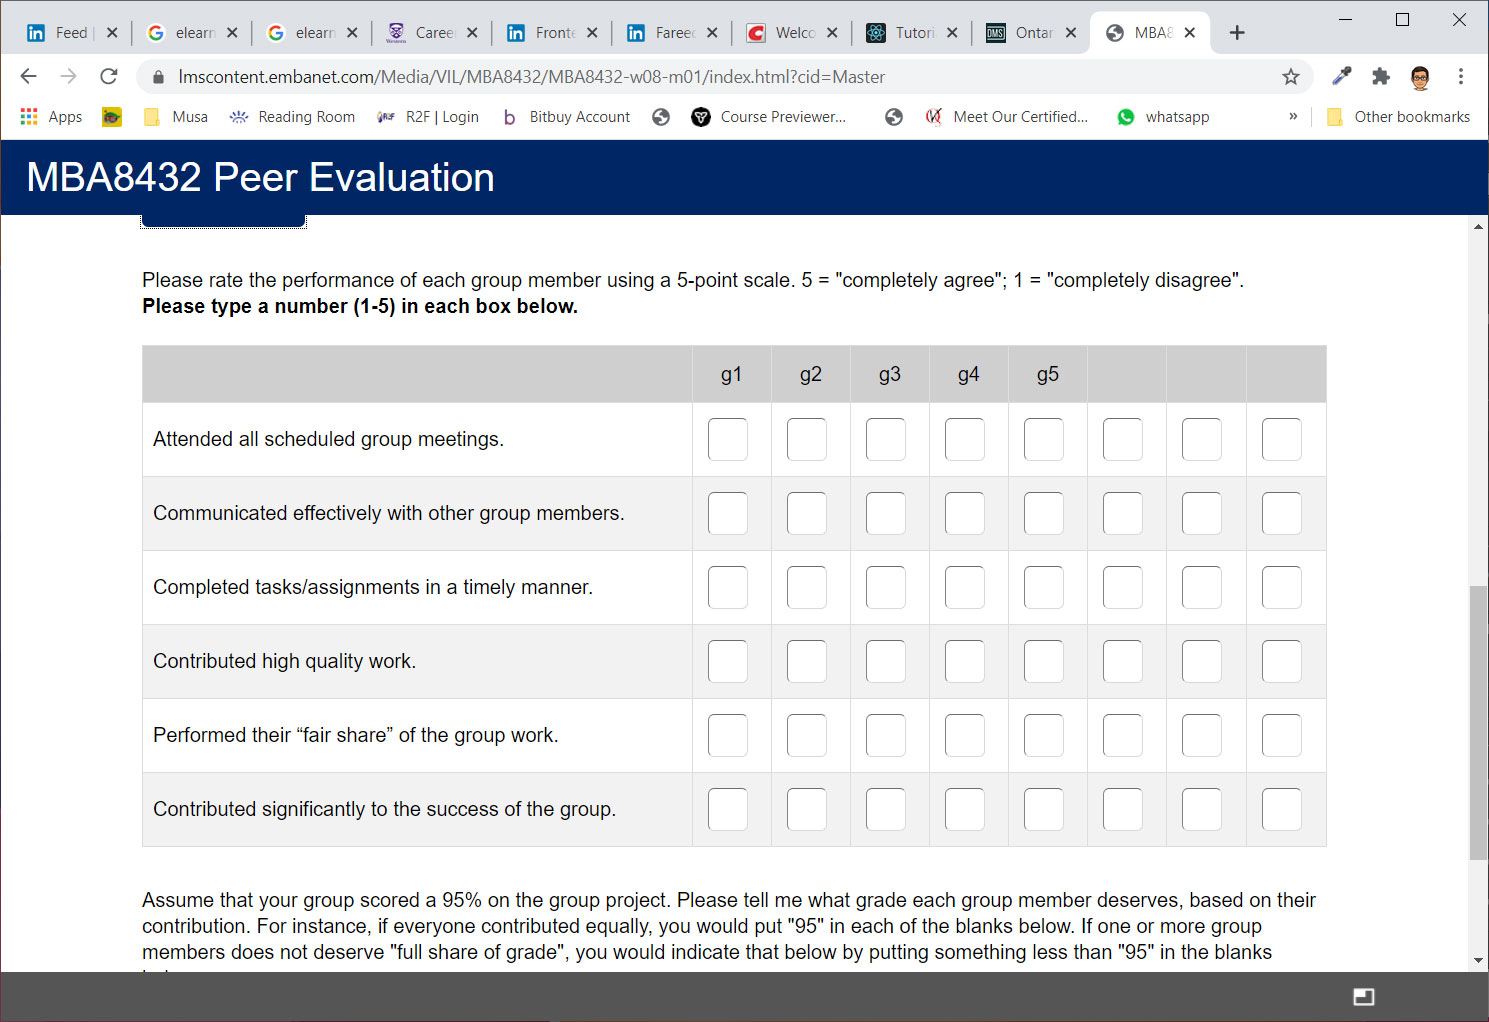 Feed
elearn
elearn
Career
Fronte
Fareed
Welco
Tutori
DMS Ontar
MBA8
lmscontent.embanet.com/Media/VIL/MBA8432/MBA8432-w08-m01/index.html?cid=Master
Apps Musa Reading Room R2F R2F | Login b Bitbuy Account Course Previewer... Meet Our Certified... whatsapp » Other bookmarks
MBA8432 Peer Evaluation
Please rate the performance of each group member using a 5-point scale. 5 = "completely agree"; 1 = "completely disagree".
Please type a number (1-5) in each box below.
g1 g2 g3 g4 g5
Attended all scheduled group meetings.
Communicated effectively with other group members.
Completed tasks/assignments in a timely manner.
Contributed high quality work.
Performed their “fair share” of the group work.
Contributed significantly to the success of the group.
Assume that your group scored a 95% on the group project. Please tell me what grade each group member deserves, based on their
contribution. For instance, if everyone contributed equally, you would put "95" in each of the blanks below. If one or more group
members does not deserve "full share of grade", you would indicate that below by putting something less than "95" in the blanks